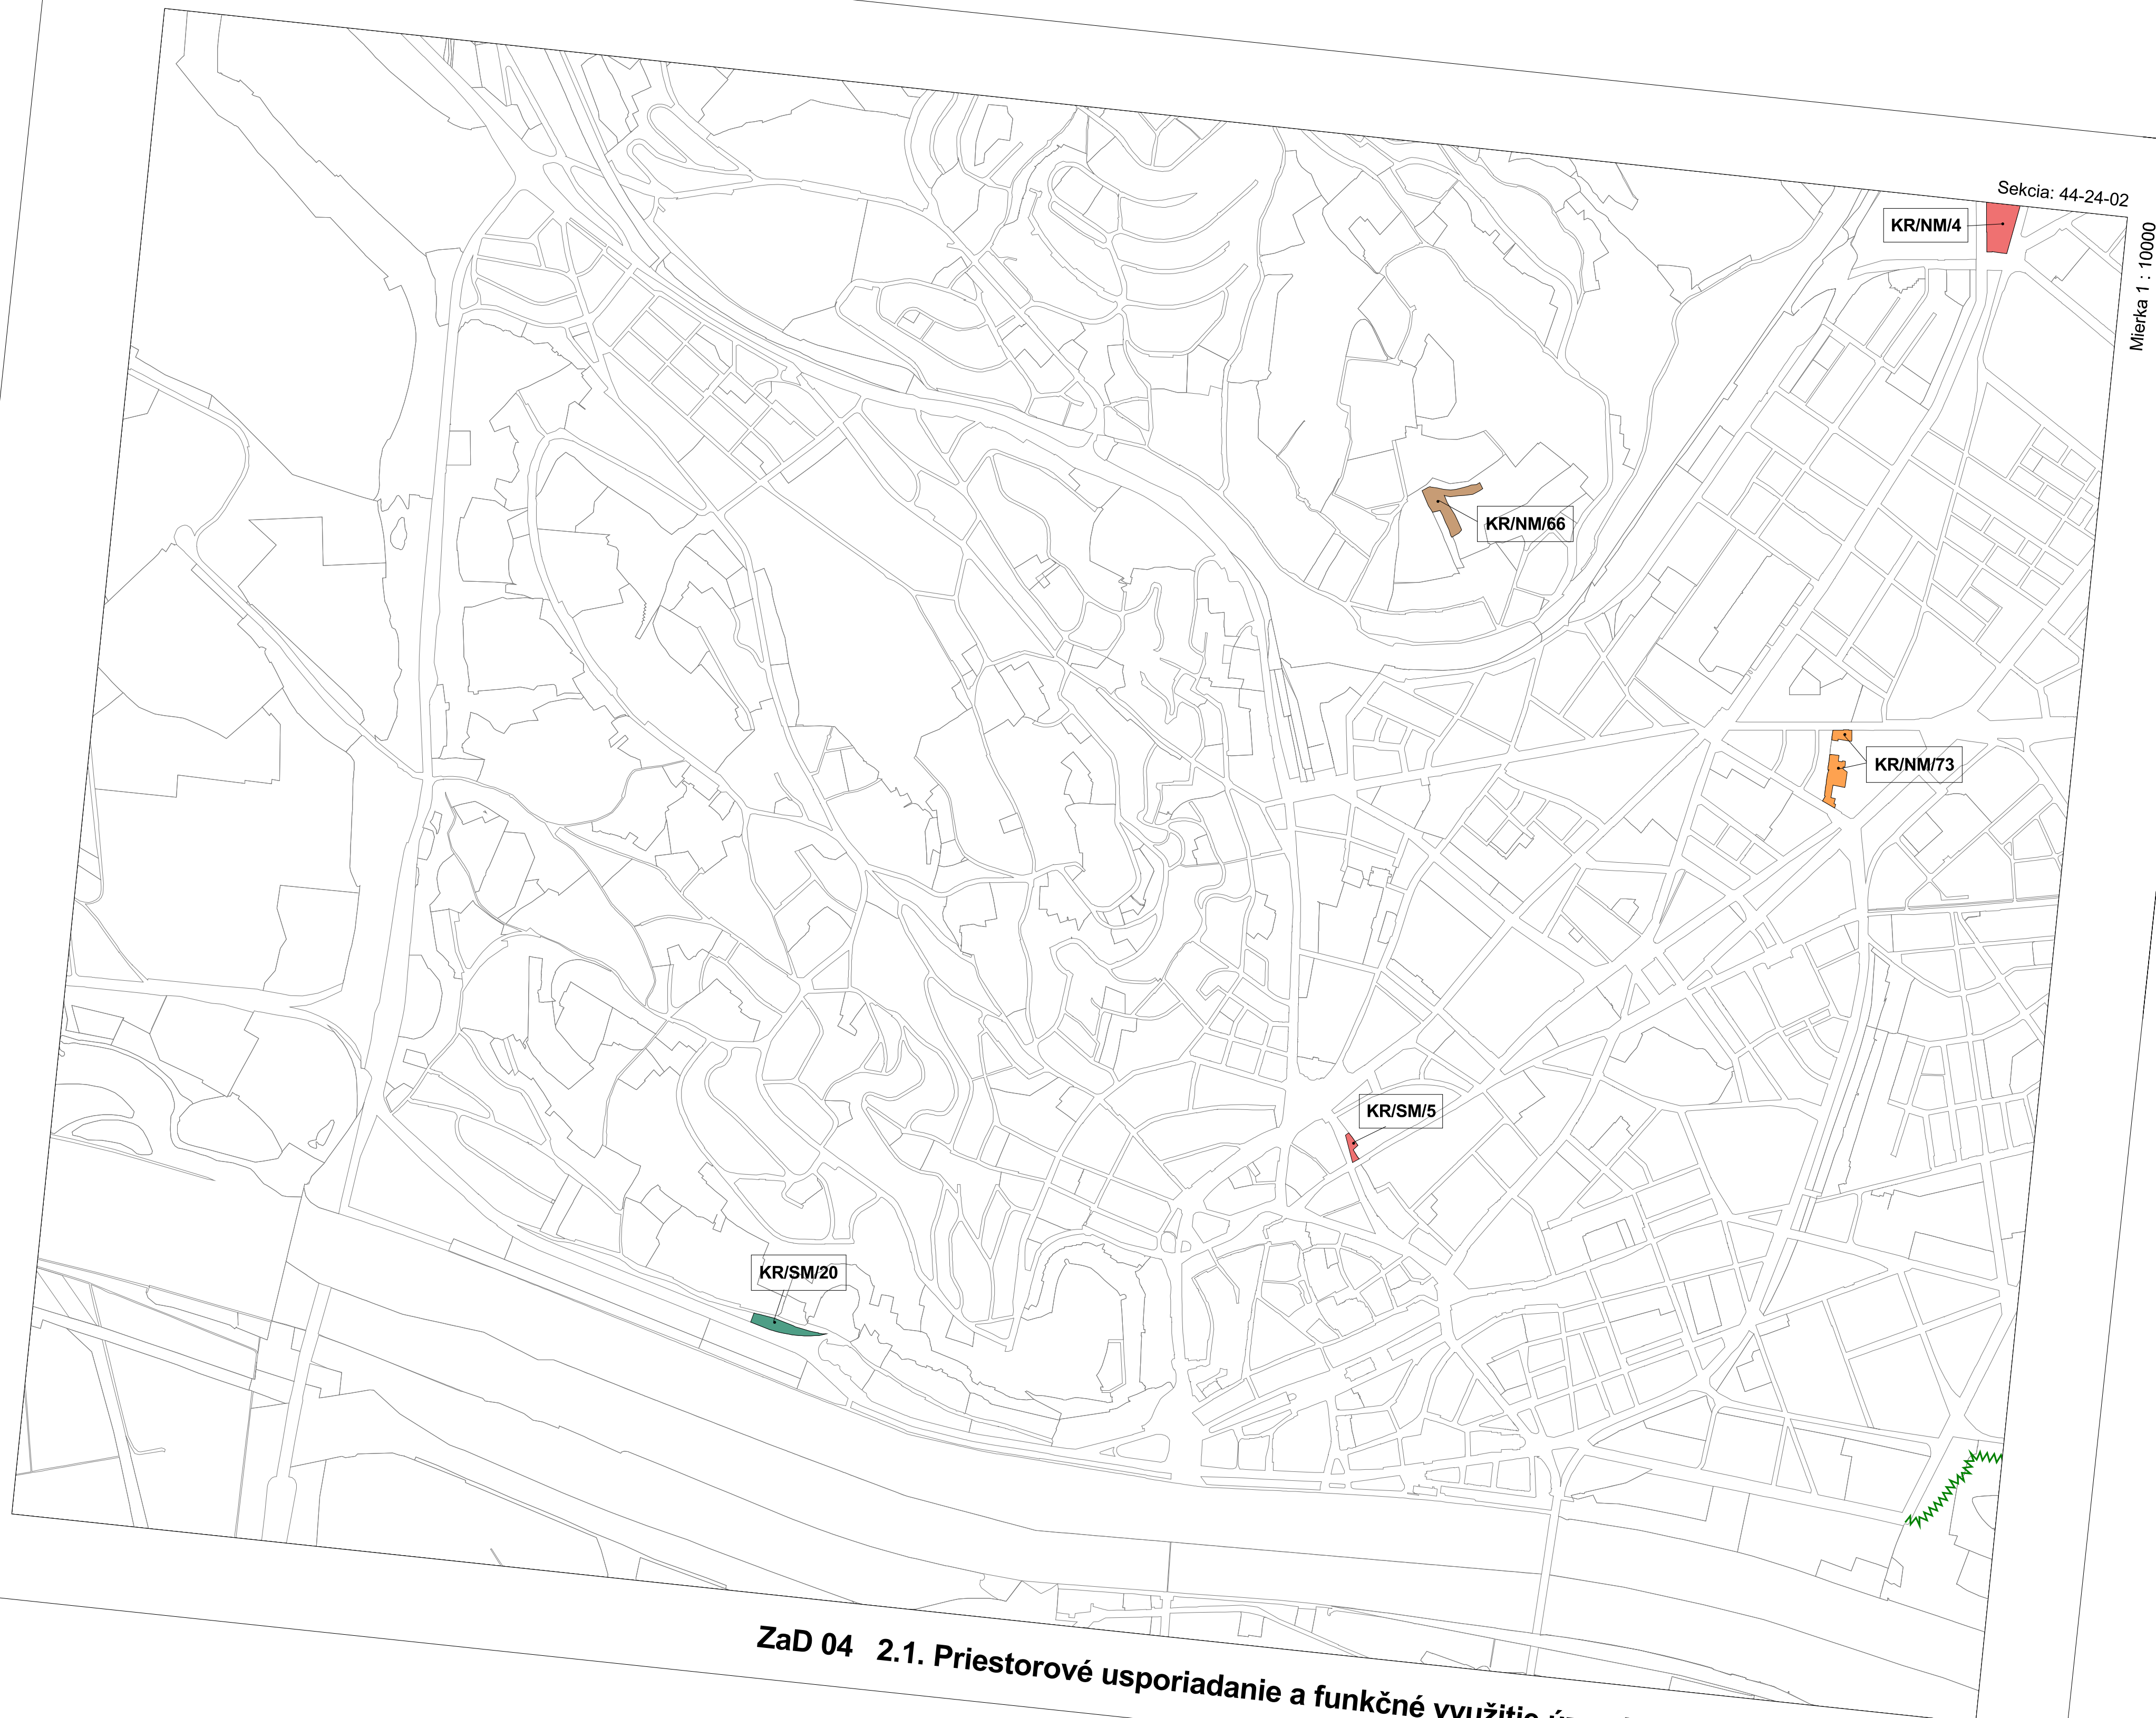 Sekcia: 44-24-02
Mierka 1 : 10000
KR/NM/4
KR/NM/66
KR/NM/73
KR/SM/5
KR/SM/20
ZaD 04 2.1. Priestorové usporiadanie a funkčné využitie